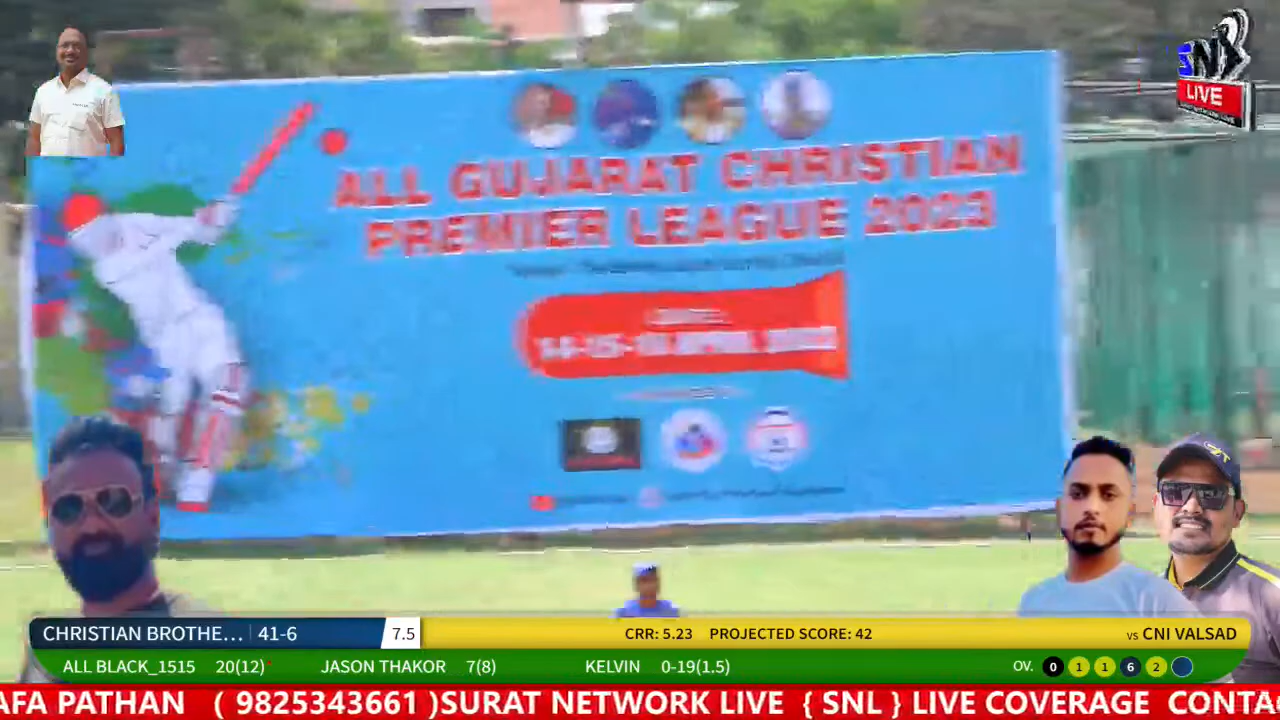 SNL
LIVE
ALL GUJARAT CHRISTIAN
PREMIER LEAGUE 2023
CHRISTIAN BROTHE... 41-6 7.5 CRR: 5.23 PROJECTED SCORE: 42 vs CNI VALSAD
ALL BLACK_1515 20(12)* JASON THAKOR 7(8) KELVIN 0-19(1.5) OV. 0 1 1 6 2
AFA PATHAN ( 9825343661 )SURAT NETWORK LIVE { SNL } LIVE COVERAGE CONTA